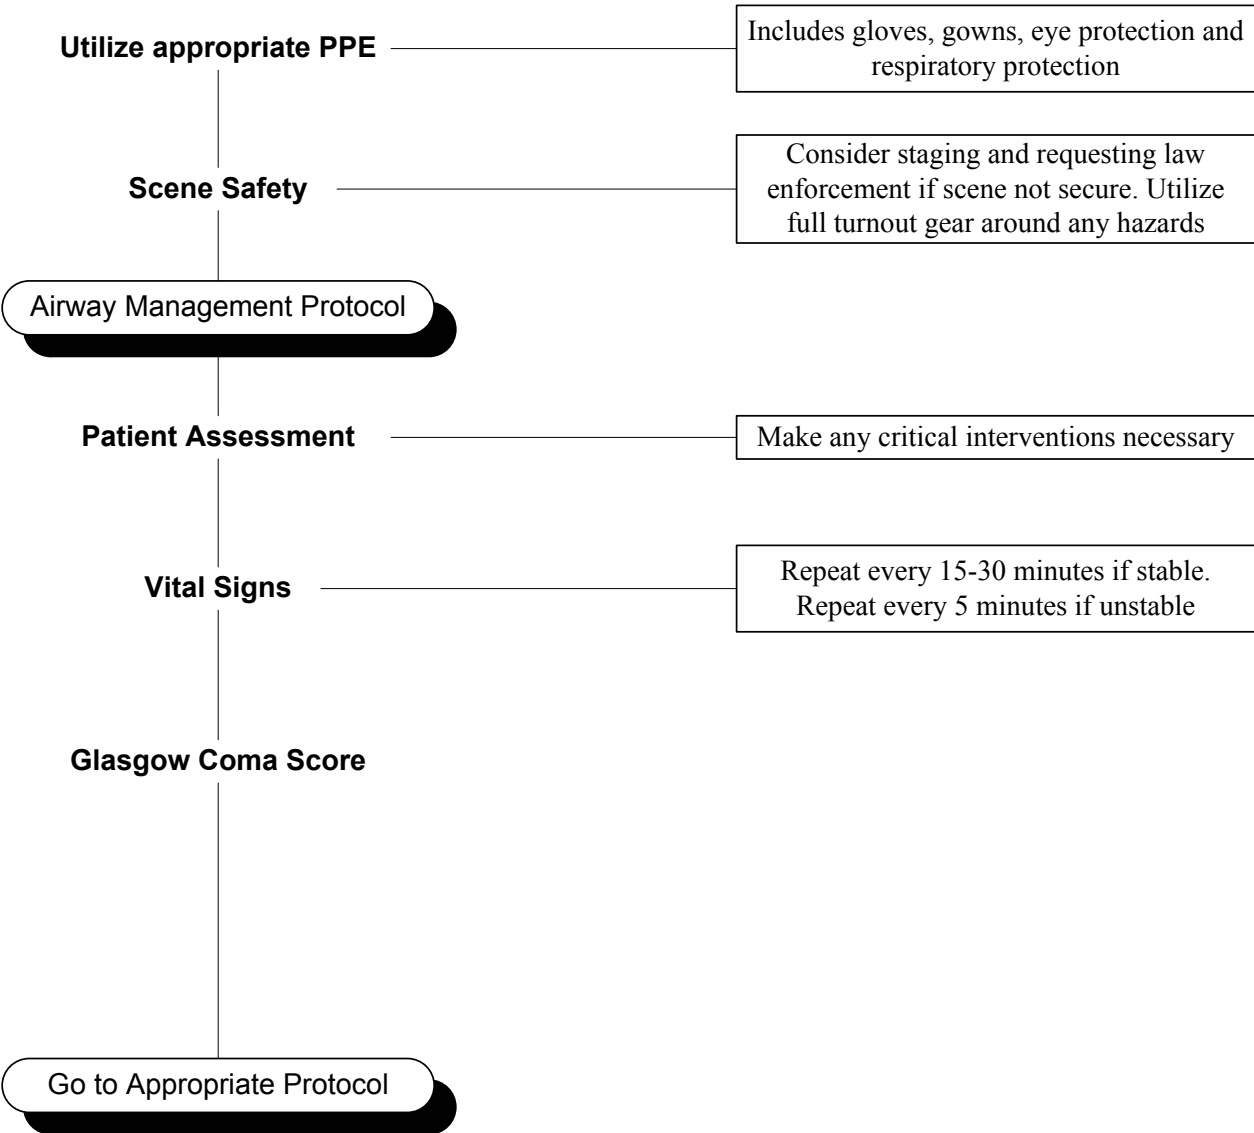 Utilize appropriate PPE
Includes gloves, gowns, eye protection and
respiratory protection
Scene Safety
Consider staging and requesting law
enforcement if scene not secure. Utilize
full turnout gear around any hazards
Airway Management Protocol
Patient Assessment
Make any critical interventions necessary
Vital Signs
Repeat every 15-30 minutes if stable.
Repeat every 5 minutes if unstable
Glasgow Coma Score
Go to Appropriate Protocol